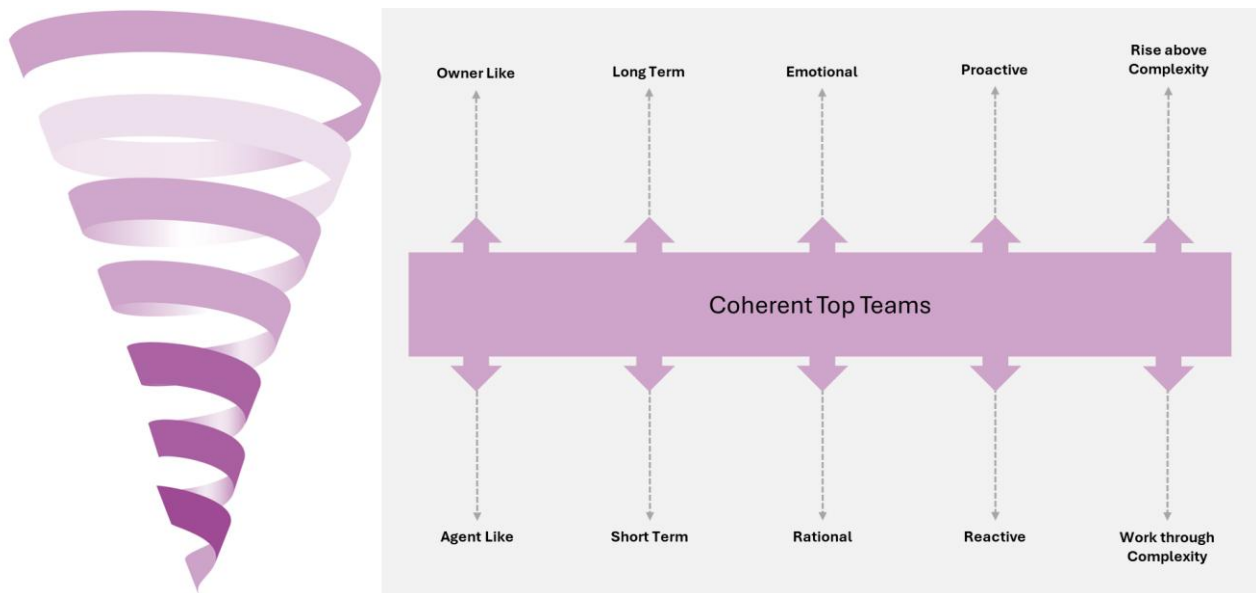 Owner Like
Long Term
Emotional
Proactive
Rise above
Complexity
Coherent Top Teams
Agent Like
Short Term
Rational
Reactive
Work through
Complexity